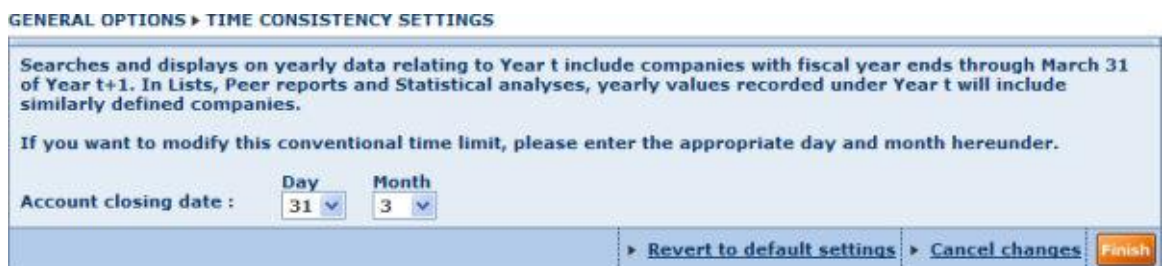 GENERAL OPTIONS ▸ TIME CONSISTENCY SETTINGS
Searches and displays on yearly data relating to Year t include companies with fiscal year ends through March 31
of Year t+1. In Lists, Peer reports and Statistical analyses, yearly values recorded under Year t will include
similarly defined companies.
If you want to modify this conventional time limit, please enter the appropriate day and month hereunder.
Day Month
Account closing date : 31 3
▸ Revert to default settings ▸ Cancel changes Finish